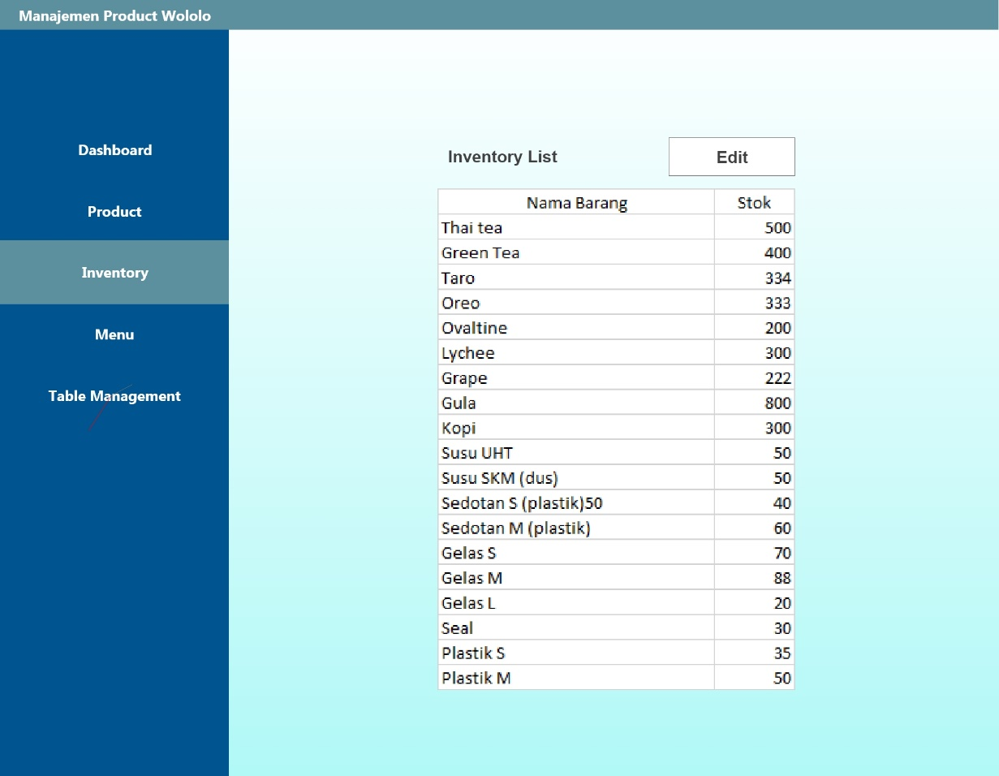 Manajemen Product Wololo
Dashboard
Product
Inventory
Menu
Table Management
Inventory List
Edit
Nama Barang Stok
Thai tea 500
Green Tea 400
Taro 334
Oreo 333
Ovaltine 200
Lychee 300
Grape 222
Gula 800
Kopi 300
Susu UHT 50
Susu SKM (dus) 50
Sedotan S (plastik)50 40
Sedotan M (plastik) 60
Gelas S 70
Gelas M 88
Gelas L 20
Seal 30
Plastik S 35
Plastik M 50